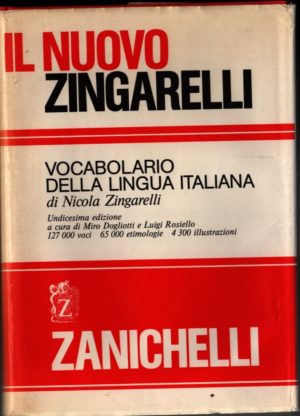 IL NUOVO
ZINGARELLI
VOCABOLARIO
DELLA LINGUA ITALIANA
di Nicola Zingarelli
Undicesima edizione
a cura di Miro Dogliotti e Luigi Rosiello
127 000 voci 65 000 etimologie 4 300 illustrazioni
Z
ZANICHELLI